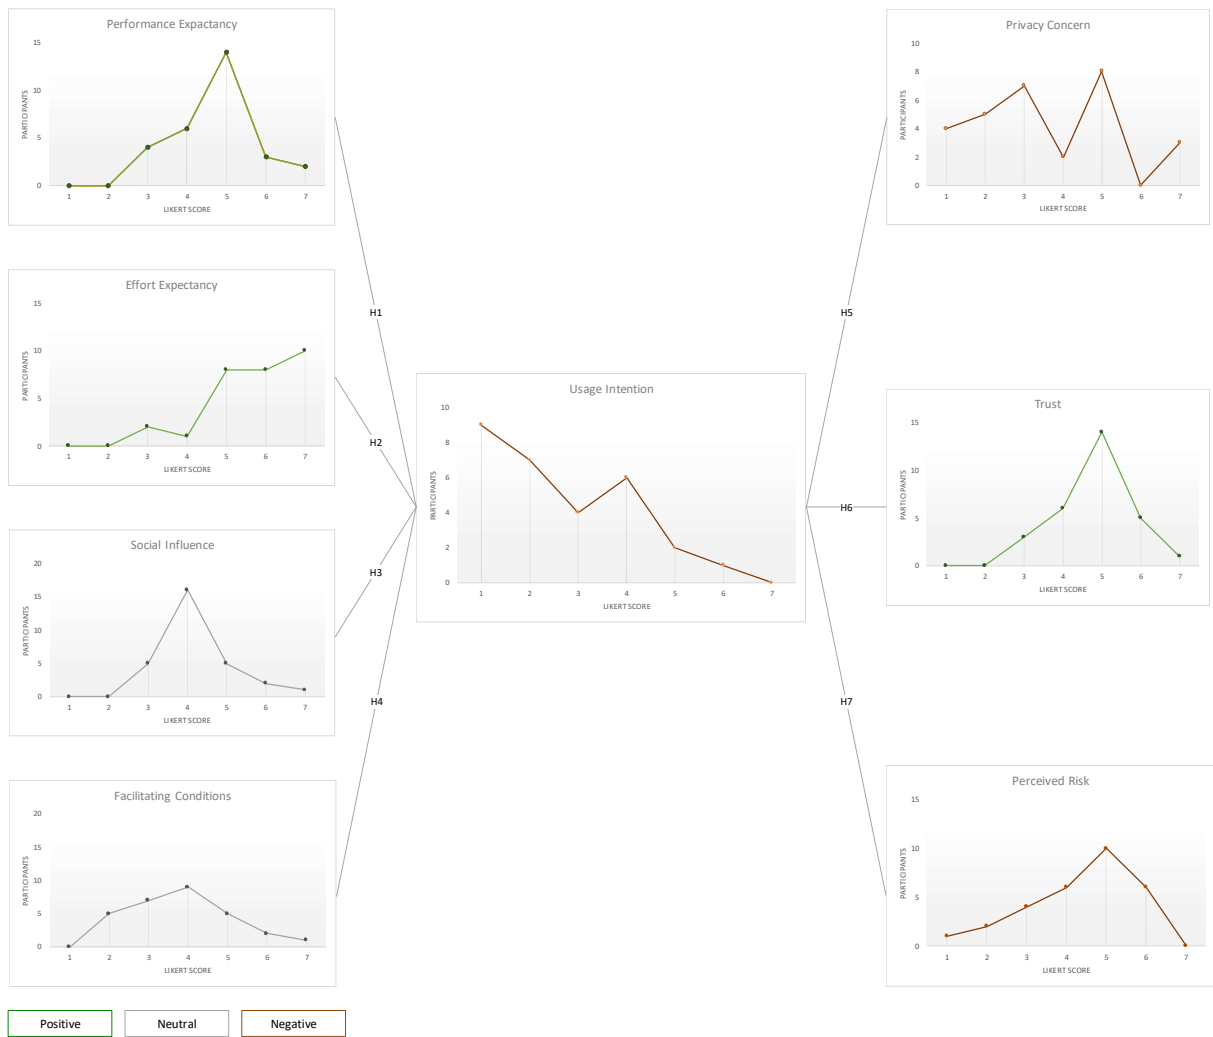 Performance Expactancy
15
10
5
0
PARTICIPANTS
1 2 3 4 5 6 7
LIKERT SCORE
Effort Expectancy
15
10
5
0
PARTICIPANTS
1 2 3 4 5 6 7
LIKERT SCORE
Social Influence
20
15
10
5
0
PARTICIPANTS
1 2 3 4 5 6 7
LIKERT SCORE
Facilitating Conditions
20
15
10
5
0
PARTICIPANTS
1 2 3 4 5 6 7
LIKERT SCORE
H1
H2
H3
H4
Usage Intention
10
8
6
4
2
0
PARTICIPANTS
1 2 3 4 5 6 7
LIKERT SCORE
H5
H6
H7
Privacy Concern
10
8
6
4
2
0
PARTICIPANTS
1 2 3 4 5 6 7
LIKERT SCORE
Trust
15
10
5
0
PARTICIPANTS
1 2 3 4 5 6 7
LIKERT SCORE
Perceived Risk
15
10
5
0
PARTICIPANTS
1 2 3 4 5 6 7
LIKERT SCORE
Positive
Neutral
Negative